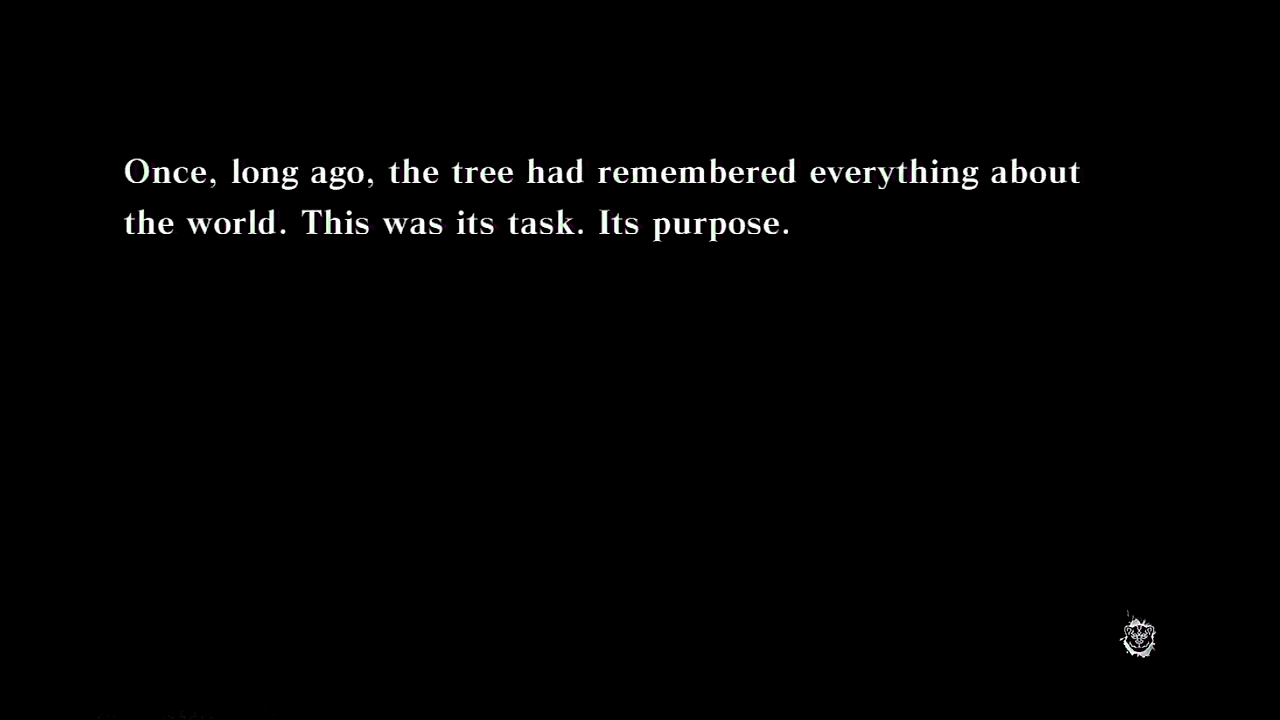 Once, long ago, the tree had remembered everything about
the world. This was its task. Its purpose.